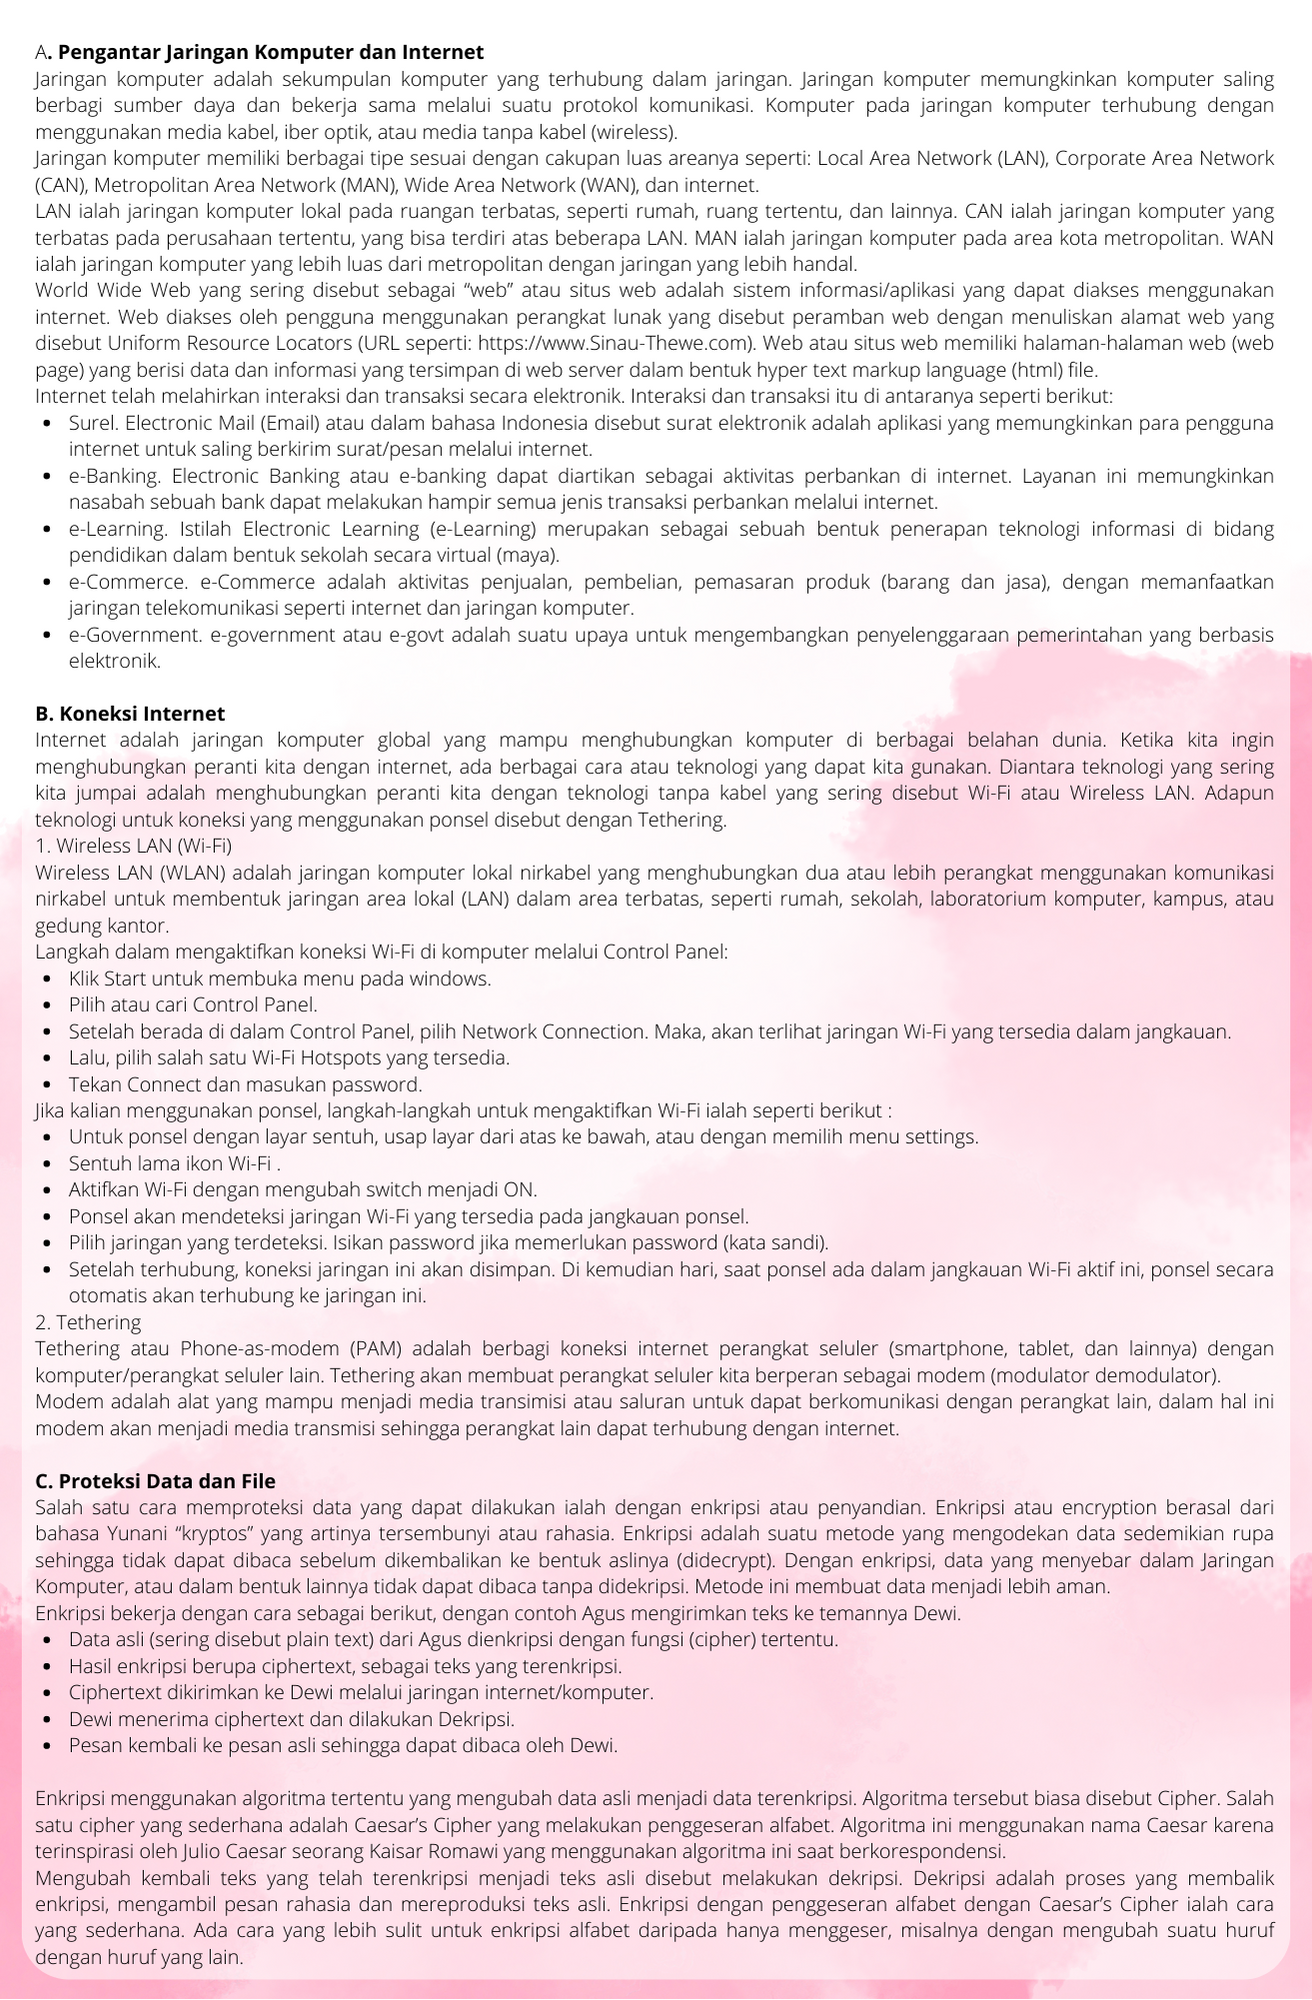 A. Pengantar Jaringan Komputer dan Internet
Jaringan komputer adalah sekumpulan komputer yang terhubung dalam jaringan. Jaringan komputer memungkinkan komputer saling
berbagi sumber daya dan bekerja sama melalui suatu protokol komunikasi. Komputer pada jaringan komputer terhubung dengan
menggunakan media kabel, iber optik, atau media tanpa kabel (wireless).
Jaringan komputer memiliki berbagai tipe sesuai dengan cakupan luas areanya seperti: Local Area Network (LAN), Corporate Area Network
(CAN), Metropolitan Area Network (MAN), Wide Area Network (WAN), dan internet.
LAN ialah jaringan komputer lokal pada ruangan terbatas, seperti rumah, ruang tertentu, dan lainnya. CAN ialah jaringan komputer yang
terbatas pada perusahaan tertentu, yang bisa terdiri atas beberapa LAN. MAN ialah jaringan komputer pada area kota metropolitan. WAN
ialah jaringan komputer yang lebih luas dari metropolitan dengan jaringan yang lebih handal.
World Wide Web yang sering disebut sebagai “web” atau situs web adalah sistem informasi/aplikasi yang dapat diakses menggunakan
internet. Web diakses oleh pengguna menggunakan perangkat lunak yang disebut peramban web dengan menuliskan alamat web yang
disebut Uniform Resource Locators (URL seperti: https://www.Sinau-Thewe.com). Web atau situs web memiliki halaman-halaman web (web
page) yang berisi data dan informasi yang tersimpan di web server dalam bentuk hyper text markup language (html) file.
Internet telah melahirkan interaksi dan transaksi secara elektronik. Interaksi dan transaksi itu di antaranya seperti berikut:
• Surel. Electronic Mail (Email) atau dalam bahasa Indonesia disebut surat elektronik adalah aplikasi yang memungkinkan para pengguna
internet untuk saling berkirim surat/pesan melalui internet.
• e-Banking. Electronic Banking atau e-banking dapat diartikan sebagai aktivitas perbankan di internet. Layanan ini memungkinkan
nasabah sebuah bank dapat melakukan hampir semua jenis transaksi perbankan melalui internet.
• e-Learning. Istilah Electronic Learning (e-Learning) merupakan sebagai sebuah bentuk penerapan teknologi informasi di bidang
pendidikan dalam bentuk sekolah secara virtual (maya).
• e-Commerce. e-Commerce adalah aktivitas penjualan, pembelian, pemasaran produk (barang dan jasa), dengan memanfaatkan
jaringan telekomunikasi seperti internet dan jaringan komputer.
• e-Government. e-government atau e-govt adalah suatu upaya untuk mengembangkan penyelenggaraan pemerintahan yang berbasis
elektronik.
B. Koneksi Internet
Internet adalah jaringan komputer global yang mampu menghubungkan komputer di berbagai belahan dunia. Ketika kita ingin
menghubungkan peranti kita dengan internet, ada berbagai cara atau teknologi yang dapat kita gunakan. Diantara teknologi yang sering
kita jumpai adalah menghubungkan peranti kita dengan teknologi tanpa kabel yang sering disebut Wi-Fi atau Wireless LAN. Adapun
teknologi untuk koneksi yang menggunakan ponsel disebut dengan Tethering.
1. Wireless LAN (Wi-Fi)
Wireless LAN (WLAN) adalah jaringan komputer lokal nirkabel yang menghubungkan dua atau lebih perangkat menggunakan komunikasi
nirkabel untuk membentuk jaringan area lokal (LAN) dalam area terbatas, seperti rumah, sekolah, laboratorium komputer, kampus, atau
gedung kantor.
Langkah dalam mengaktifkan koneksi Wi-Fi di komputer melalui Control Panel:
• Klik Start untuk membuka menu pada windows.
• Pilih atau cari Control Panel.
• Setelah berada di dalam Control Panel, pilih Network Connection. Maka, akan terlihat jaringan Wi-Fi yang tersedia dalam jangkauan.
• Lalu, pilih salah satu Wi-Fi Hotspots yang tersedia.
• Tekan Connect dan masukan password.
Jika kalian menggunakan ponsel, langkah-langkah untuk mengaktifkan Wi-Fi ialah seperti berikut :
• Untuk ponsel dengan layar sentuh, usap layar dari atas ke bawah, atau dengan memilih menu settings.
• Sentuh lama ikon Wi-Fi .
• Aktifkan Wi-Fi dengan mengubah switch menjadi ON.
• Ponsel akan mendeteksi jaringan Wi-Fi yang tersedia pada jangkauan ponsel.
• Pilih jaringan yang terdeteksi. Isikan password jika memerlukan password (kata sandi).
• Setelah terhubung, koneksi jaringan ini akan disimpan. Di kemudian hari, saat ponsel ada dalam jangkauan Wi-Fi aktif ini, ponsel secara
otomatis akan terhubung ke jaringan ini.
2. Tethering
Tethering atau Phone-as-modem (PAM) adalah berbagi koneksi internet perangkat seluler (smartphone, tablet, dan lainnya) dengan
komputer/perangkat seluler lain. Tethering akan membuat perangkat seluler kita berperan sebagai modem (modulator demodulator).
Modem adalah alat yang mampu menjadi media transimisi atau saluran untuk dapat berkomunikasi dengan perangkat lain, dalam hal ini
modem akan menjadi media transmisi sehingga perangkat lain dapat terhubung dengan internet.
C. Proteksi Data dan File
Salah satu cara memproteksi data yang dapat dilakukan ialah dengan enkripsi atau penyandian. Enkripsi atau encryption berasal dari
bahasa Yunani “kryptos” yang artinya tersembunyi atau rahasia. Enkripsi adalah suatu metode yang mengodekan data sedemikian rupa
sehingga tidak dapat dibaca sebelum dikembalikan ke bentuk aslinya (didecrypt). Dengan enkripsi, data yang menyebar dalam Jaringan
Komputer, atau dalam bentuk lainnya tidak dapat dibaca tanpa didekripsi. Metode ini membuat data menjadi lebih aman.
Enkripsi bekerja dengan cara sebagai berikut, dengan contoh Agus mengirimkan teks ke temannya Dewi.
• Data asli (sering disebut plain text) dari Agus dienkripsi dengan fungsi (cipher) tertentu.
• Hasil enkripsi berupa ciphertext, sebagai teks yang terenkripsi.
• Ciphertext dikirimkan ke Dewi melalui jaringan internet/komputer.
• Dewi menerima ciphertext dan dilakukan Dekripsi.
• Pesan kembali ke pesan asli sehingga dapat dibaca oleh Dewi.
Enkripsi menggunakan algoritma tertentu yang mengubah data asli menjadi data terenkripsi. Algoritma tersebut biasa disebut Cipher. Salah
satu cipher yang sederhana adalah Caesar’s Cipher yang melakukan penggeseran alfabet. Algoritma ini menggunakan nama Caesar karena
terinspirasi oleh Julio Caesar seorang Kaisar Romawi yang menggunakan algoritma ini saat berkorespondensi.
Mengubah kembali teks yang telah terenkripsi menjadi teks asli disebut melakukan dekripsi. Dekripsi adalah proses yang membalik
enkripsi, mengambil pesan rahasia dan mereproduksi teks asli. Enkripsi dengan penggeseran alfabet dengan Caesar’s Cipher ialah cara
yang sederhana. Ada cara yang lebih sulit untuk enkripsi alfabet daripada hanya menggeser, misalnya dengan mengubah suatu huruf
dengan huruf yang lain.